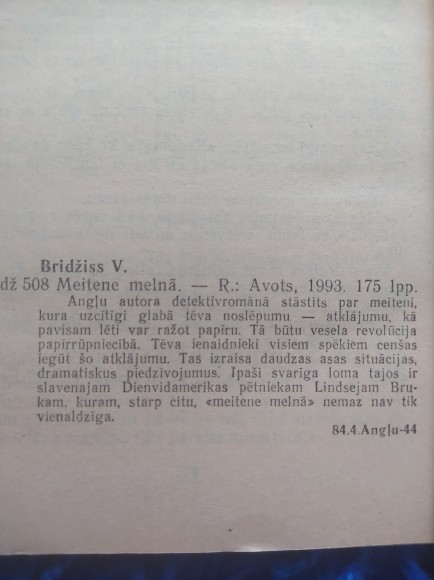 Bridžiss V.
dž 508 Meitene melnā. — R.: Avots, 1993. 175 lpp.
Angļu autora detektīvromānā stāstīts par meiteni,
kura uzcītīgi glabā tēva noslēpumu — atklājumu, kā
pavisam lēti var ražot papīru. Tā būtu vesela revolūcija
papīrrūpniecībā. Tēva ienaidnieki visiem spēkiem cenšas
iegūt šo atklājumu. Tas izraisa daudzas asas situācijas,
dramatiskus piedzīvojumus. Īpaši svarīga loma tajos ir
slavenajam Dienvidamerikas pētniekam Lindsejam Bru-
kam, kuram, starp citu, «meitene melnā» nemaz nav tik
vienaldzīga.
84.4.Angļu-44